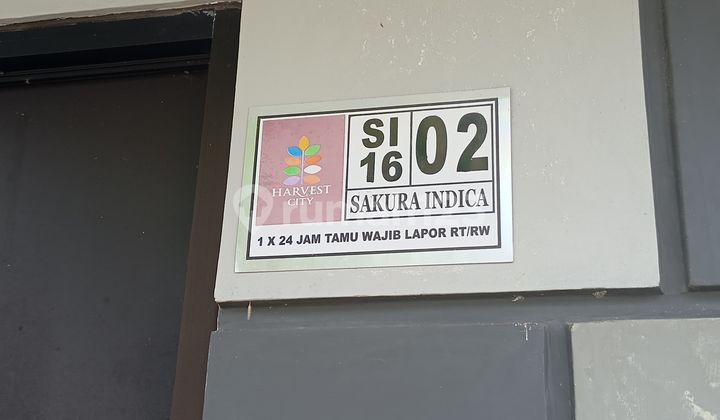 SI
16
02
HARVEST
CITY
SAKURA INDICA
1 X 24 JAM TAMU WAJIB LAPOR RT/RW